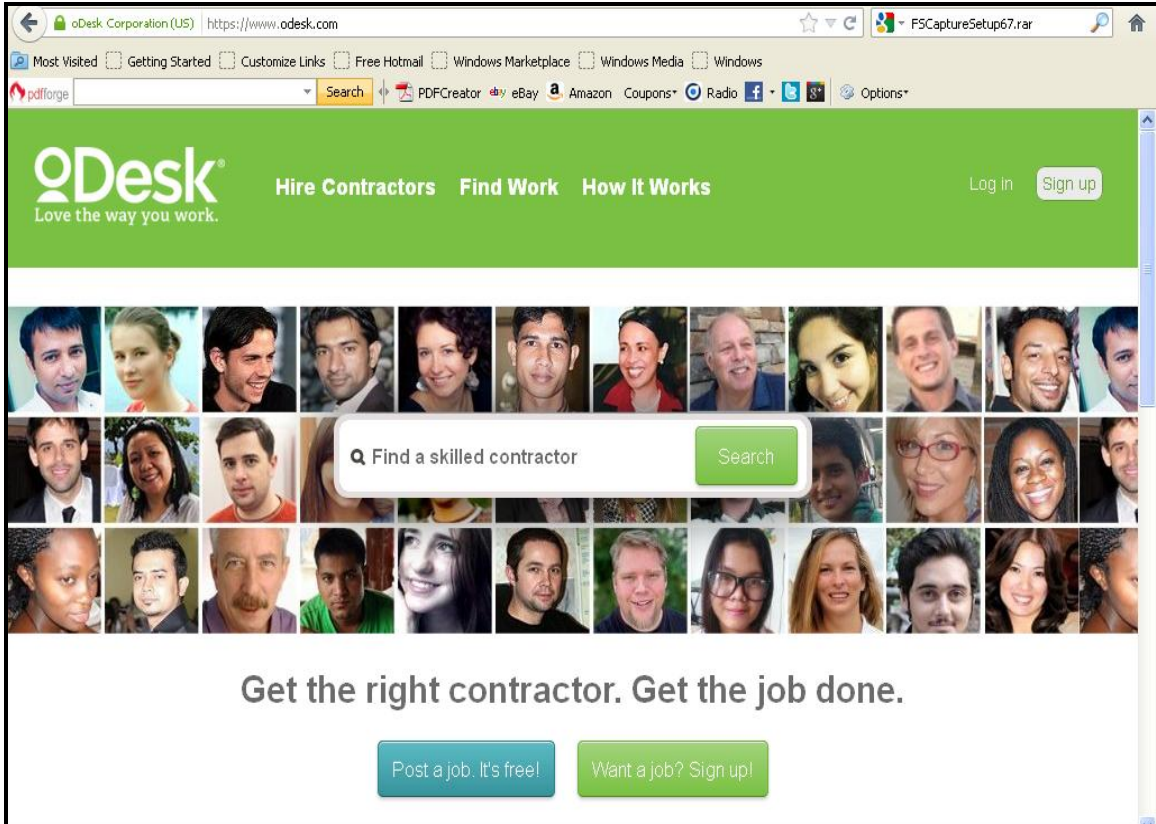 oDesk Corporation (US) https://www.odesk.com FSCaptureSetup67.rar
Most Visited Getting Started Customize Links Free Hotmail Windows Marketplace Windows Media Windows
pdfforge Search PDFCreator eBay Amazon Coupons Radio Options
oDesk®
Love the way you work.
Hire Contractors Find Work How It Works
Log in Sign up
Find a skilled contractor Search
Get the right contractor. Get the job done.
Post a job. It's free! Want a job? Sign up!